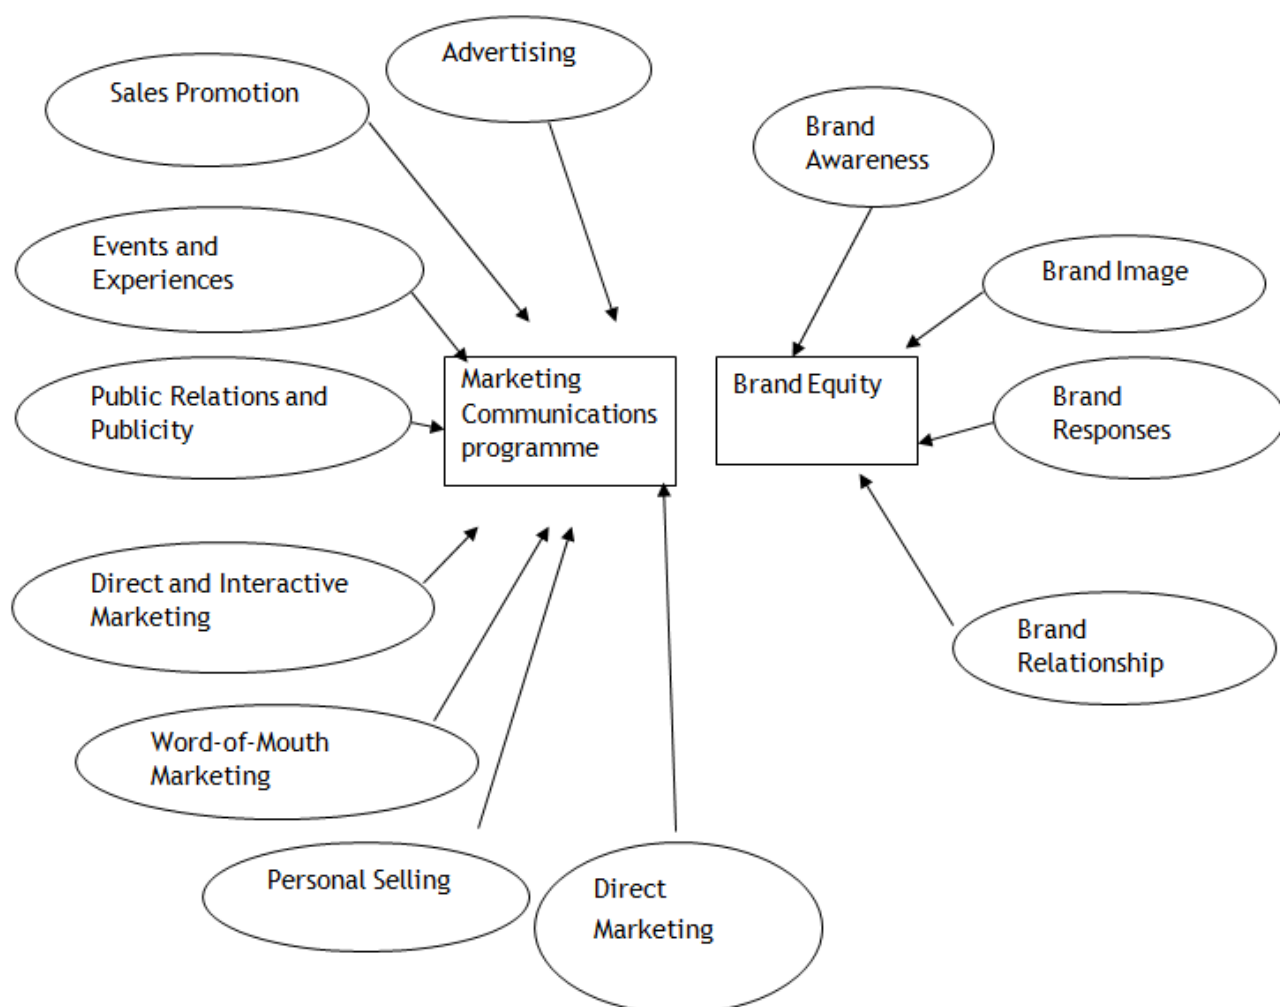 Advertising
Sales Promotion
Brand
Awareness
Events and
Experiences
Brand Image
Public Relations and
Publicity
Marketing
Communications
programme
Brand Equity
Brand
Responses
Direct and Interactive
Marketing
Brand
Relationship
Word-of-Mouth
Marketing
Personal Selling
Direct
Marketing